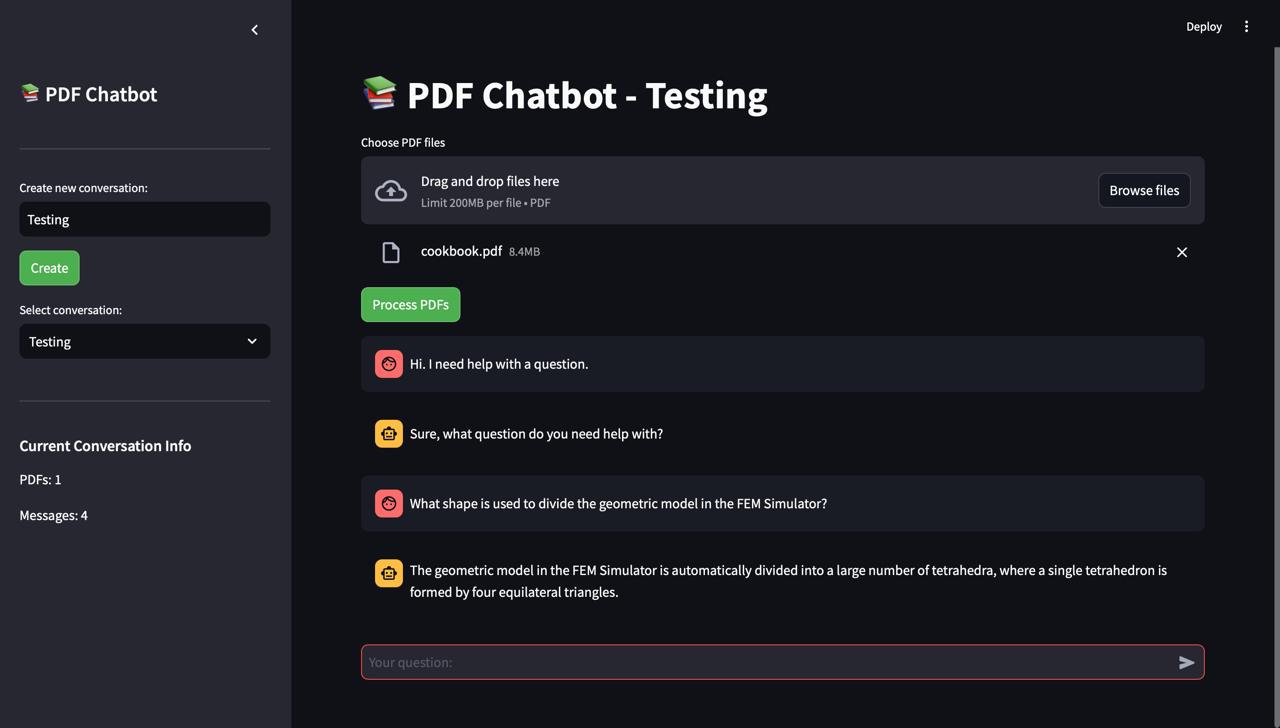 PDF Chatbot
Create new conversation:
Testing
Create
Select conversation:
Testing
Current Conversation Info
PDFs: 1
Messages: 4
Deploy
PDF Chatbot - Testing
Choose PDF files
Drag and drop files here
Limit 200MB per file • PDF
Browse files
cookbook.pdf 8.4MB
Process PDFs
Hi. I need help with a question.
Sure, what question do you need help with?
What shape is used to divide the geometric model in the FEM Simulator?
The geometric model in the FEM Simulator is automatically divided into a large number of tetrahedra, where a single tetrahedron is
formed by four equilateral triangles.
Your question: